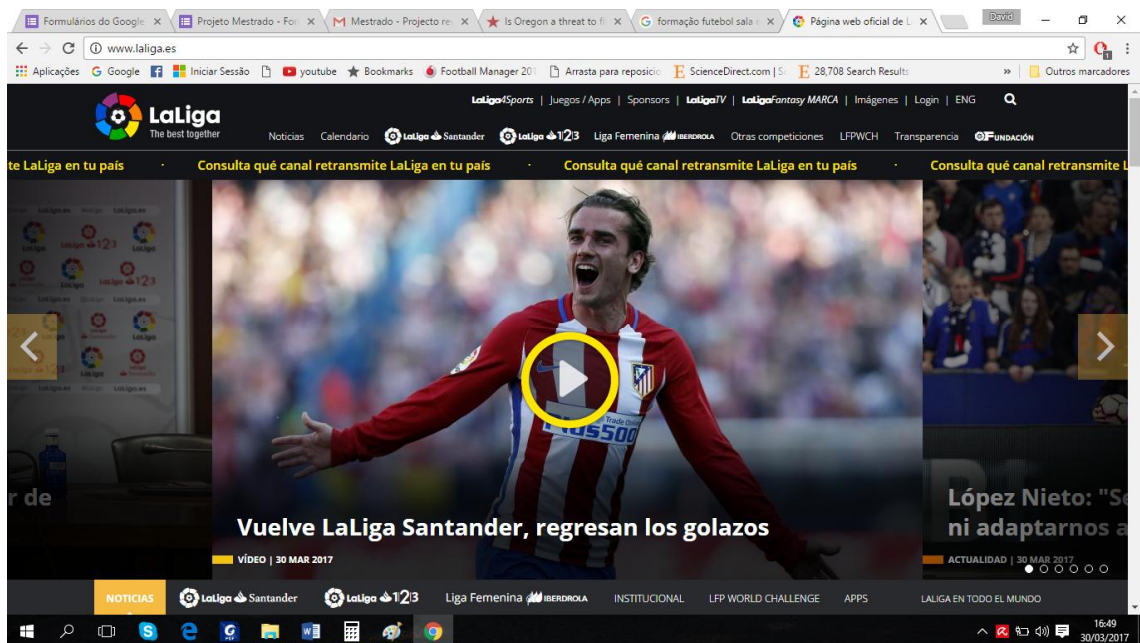 Formulários do Google
Projeto Mestrado - For
Mestrado - Projecto re
Is Oregon a threat to fi
formação futebol sala
Página web oficial de L
David
www.laliga.es
Aplicações
Google
Iniciar Sessão
youtube
Bookmarks
Football Manager 201
Arrasta para reposicio
ScienceDirect.com | S
28,708 Search Results
»
Outros marcadores
LaLiga
The best together
LaLiga4Sports | Juegos / Apps | Sponsors | LaLigaTV | LaLigaFantasy MARCA | Imágenes | Login | ENG
Noticias Calendario LaLiga Santander LaLiga 1|2|3 Liga Femenina IBERDROLA Otras competiciones LFPWCH Transparencia FUNDACIÓN
te LaLiga en tu país · Consulta qué canal retransmite LaLiga en tu país · Consulta qué canal retransmite LaLiga en tu país · Consulta qué canal retransmite L
Plus500
r de
Vuelve LaLiga Santander, regresan los golazos
VÍDEO | 30 MAR 2017
López Nieto: "Se
ni adaptarnos a
ACTUALIDAD | 30 MAR 2017
NOTICIAS LaLiga Santander LaLiga 1|2|3 Liga Femenina IBERDROLA INSTITUCIONAL LFP WORLD CHALLENGE APPS LALIGA EN TODO EL MUNDO
16:49
30/03/2017